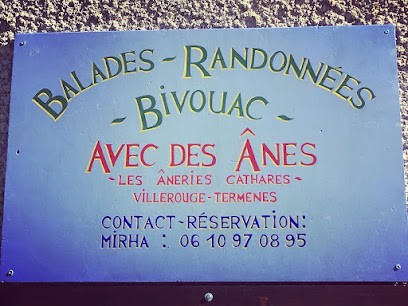 BALADES - RANDONNÉES
- BIVOUAC -
AVEC DES ÂNES
- LES ÂNERIES CATHARES -
VILLEROUGE-TERMENES
CONTACT-RÉSERVATION:
MIRHA : 06 10 97 08 95